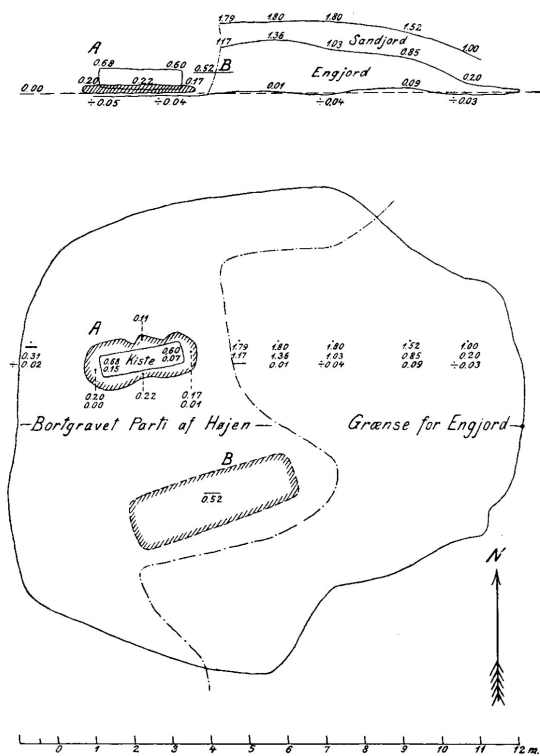 1.79 1.80 1.80 1.52
A 1.17 1.36 1.03 Sandjord 0.85 1.00
0.68 0.60 0.52 B Engjord 0.20
0.20 0.22 0.17 0.01 0.09
0.00
÷0.05 ÷0.04 ÷0.04 ÷0.03
0.11
A
÷ 0.31 ÷0.02
0.68 Kiste 0.60
0.15 0.07
1.79 1.80 1.80 1.52 1.00
1.17 1.36 1.03 0.85 0.20
— 0.01 ÷0.04 0.09 ÷0.03
0.20 0.22 0.17
0.00 0.01
Bortgravet Parti af Højen Grænse for Engjord
B
0.52
N
0 1 2 3 4 5 6 7 8 9 10 11 12 m.